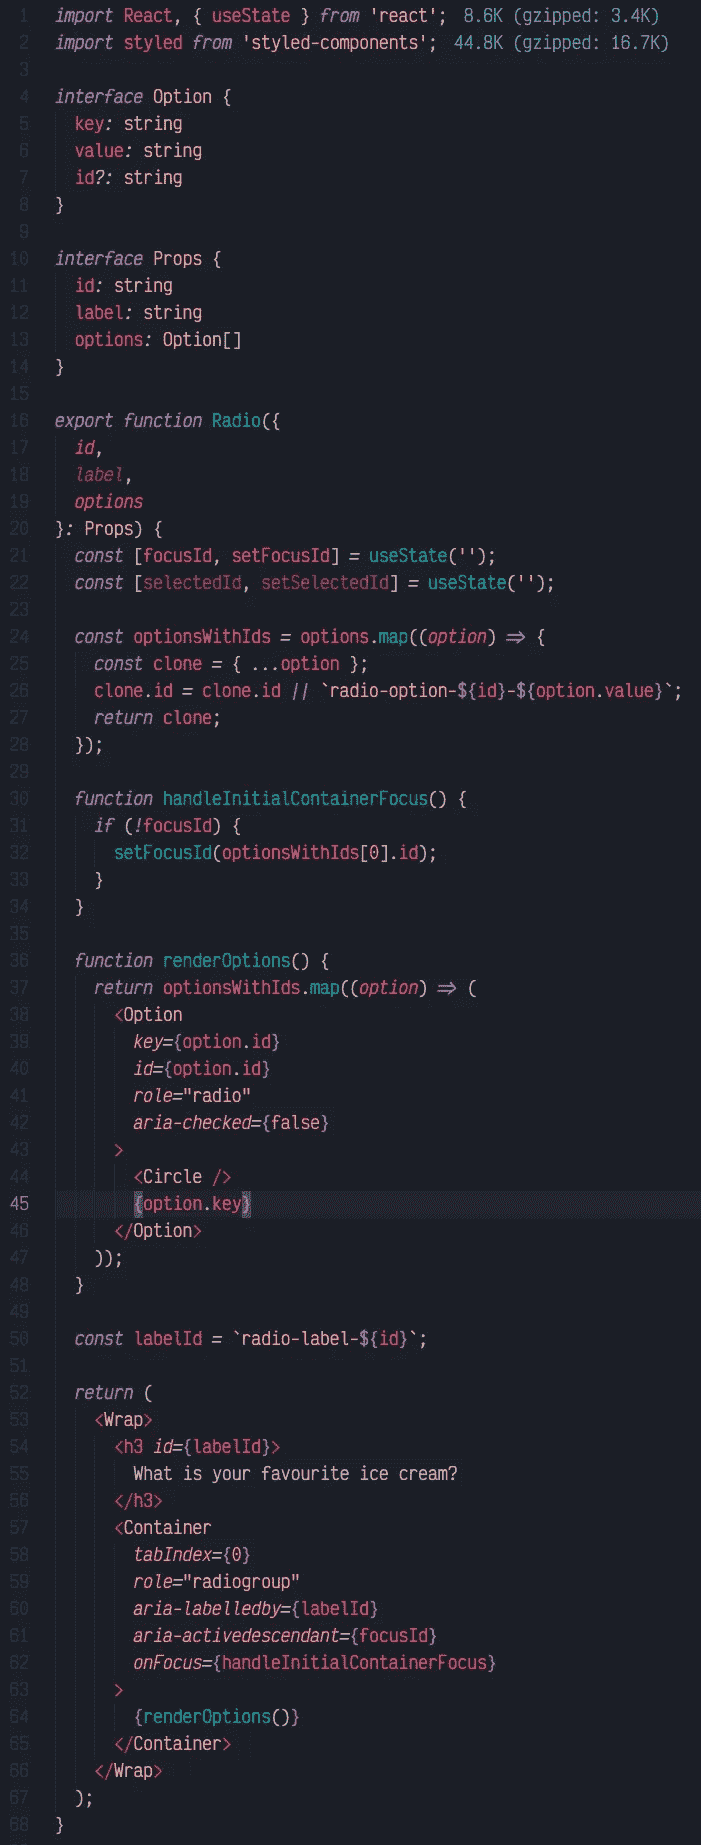 1 import React, { useState } from 'react'; 8.6K (gzipped: 3.4K)
2 import styled from 'styled-components'; 44.8K (gzipped: 16.7K)
3
4 interface Option {
5   key: string
6   value: string
7   id?: string
8 }
9
10 interface Props {
11   id: string
12   label: string
13   options: Option[]
14 }
15
16 export function Radio({
17   id,
18   label,
19   options
20 }: Props) {
21   const [focusId, setFocusId] = useState('');
22   const [selectedId, setSelectedId] = useState('');
23
24   const optionsWithIds = options.map((option) => {
25     const clone = { ...option };
26     clone.id = clone.id || `radio-option-${id}-${option.value}`;
27     return clone;
28   });
29
30   function handleInitialContainerFocus() {
31     if (!focusId) {
32       setFocusId(optionsWithIds[0].id);
33     }
34   }
35
36   function renderOptions() {
37     return optionsWithIds.map((option) => (
38       <Option
39         key={option.id}
40         id={option.id}
41         role="radio"
42         aria-checked={false}
43       >
44         <Circle />
45         {option.key}
46       </Option>
47     ));
48   }
49
50   const labelId = `radio-label-${id}`;
51
52   return (
53     <Wrap>
54       <h3 id={labelId}>
55         What is your favourite ice cream?
56       </h3>
57       <Container
58         tabIndex={0}
59         role="radiogroup"
60         aria-labelledby={labelId}
61         aria-activedescendant={focusId}
62         onFocus={handleInitialContainerFocus}
63       >
64         {renderOptions()}
65       </Container>
66     </Wrap>
67   );
68 }